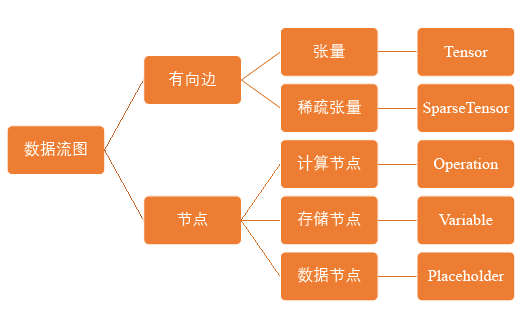 数据流图
有向边
张量
Tensor
稀疏张量
SparseTensor
节点
计算节点
Operation
存储节点
Variable
数据节点
Placeholder